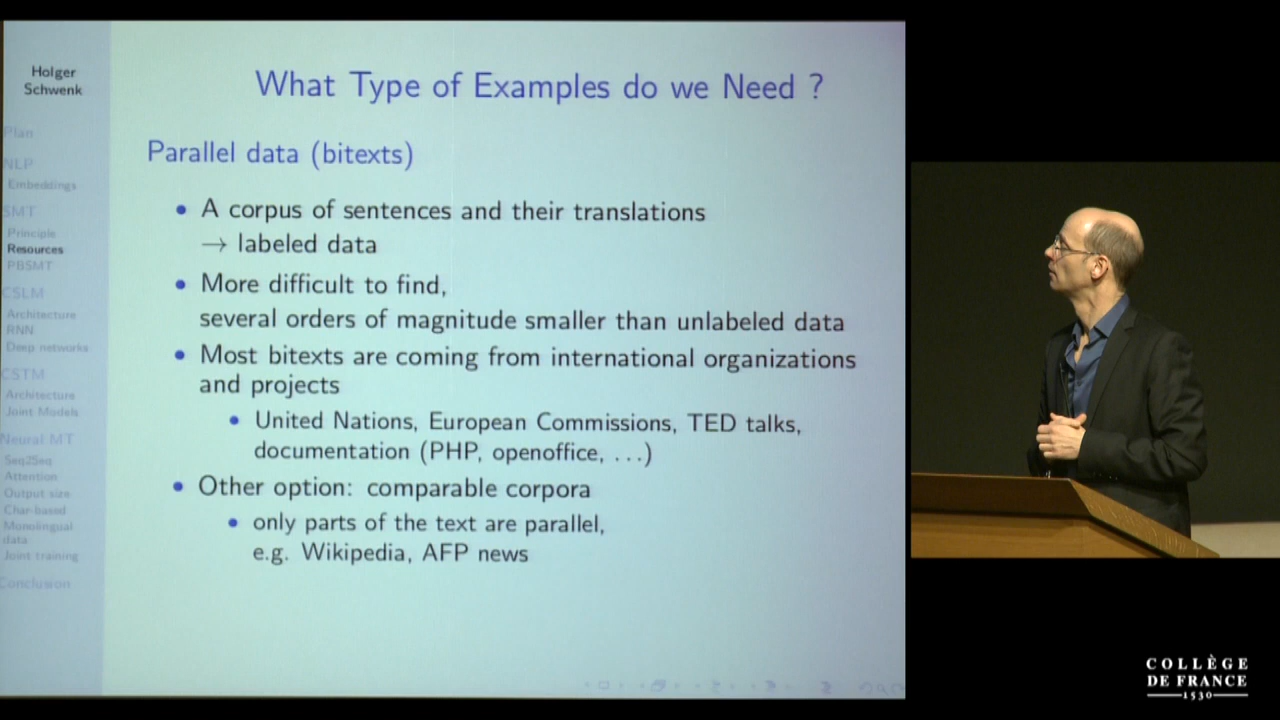 Holger
Schwenk
Plan
NLP
Embeddings
SMT
Principle
Resources
PBSMT
CSLM
Architecture
RNN
Deep networks
CSTM
Architecture
Joint Models
Neural MT
Seq2Seq
Attention
Output size
Char-based
Monolingual
data
Joint training
Conclusion
What Type of Examples do we Need ?
Parallel data (bitexts)
• A corpus of sentences and their translations
→ labeled data
• More difficult to find,
several orders of magnitude smaller than unlabeled data
• Most bitexts are coming from international organizations
and projects
• United Nations, European Commissions, TED talks,
documentation (PHP, openoffice, ...)
• Other option: comparable corpora
• only parts of the text are parallel,
e.g. Wikipedia, AFP news
COLLÈGE
DE FRANCE
1530